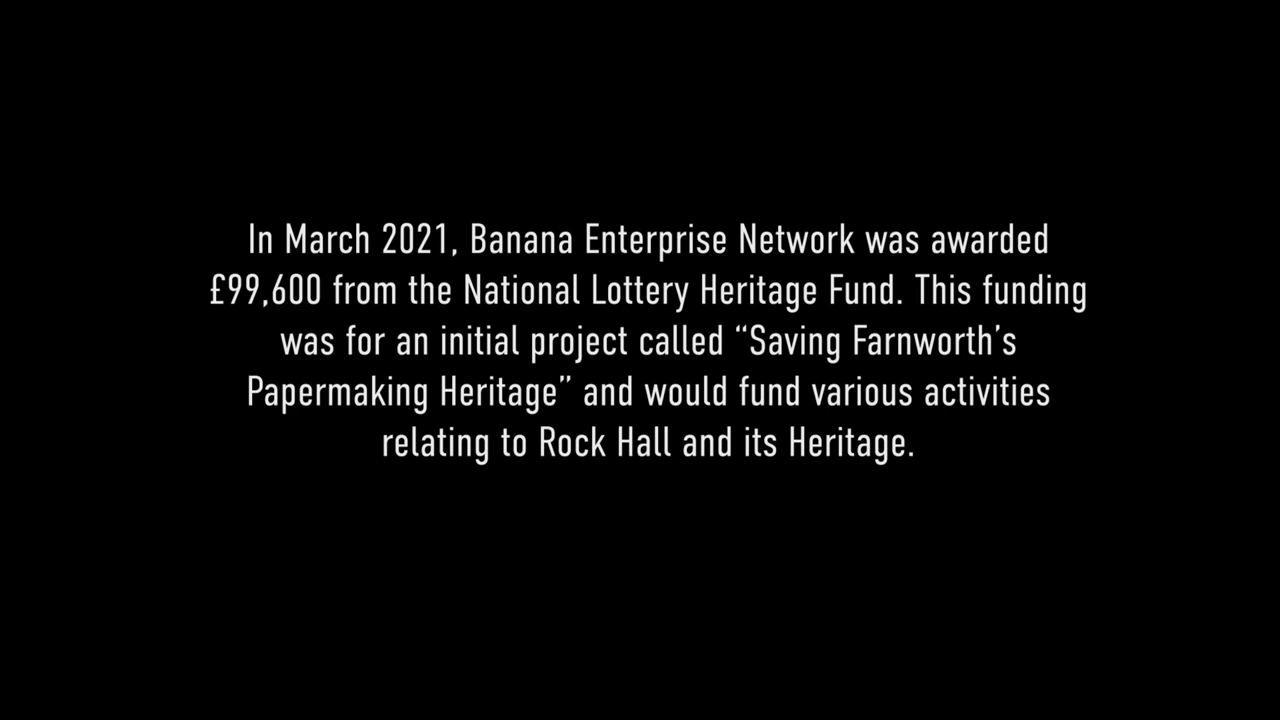 In March 2021, Banana Enterprise Network was awarded
£99,600 from the National Lottery Heritage Fund. This funding
was for an initial project called “Saving Farnworth’s
Papermaking Heritage” and would fund various activities
relating to Rock Hall and its Heritage.